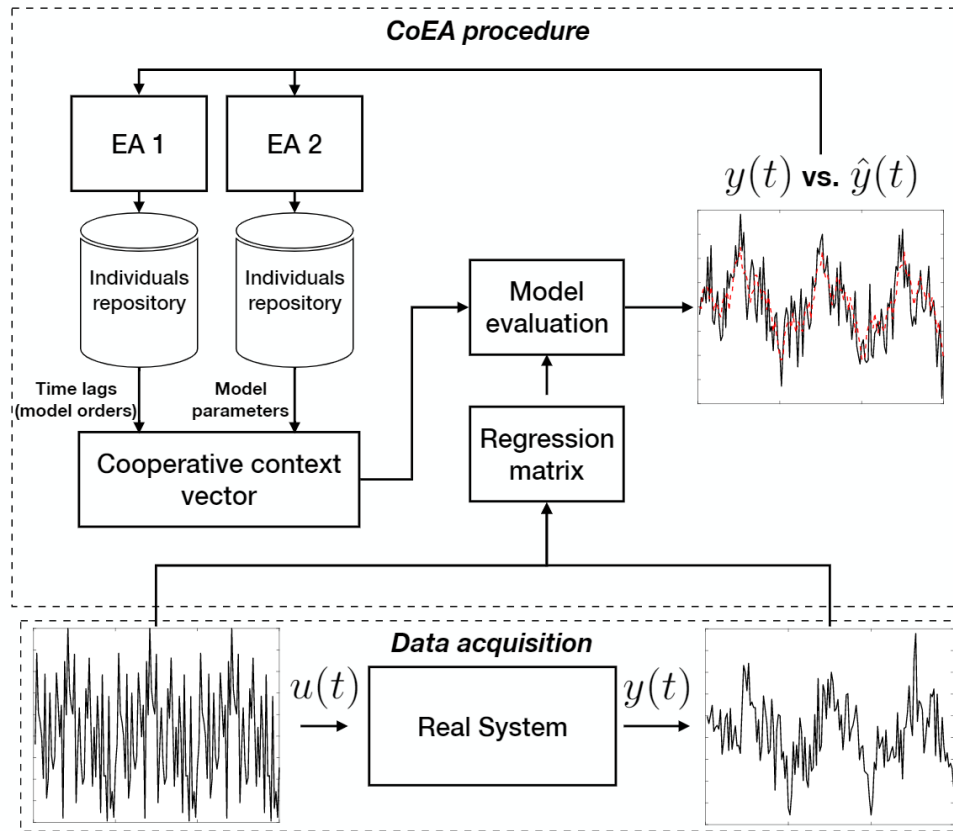 CoEA procedure
EA 1
EA 2
y(t) vs. ŷ(t)
Individuals
repository
Individuals
repository
Model
evaluation
Time lags
(model orders)
Model
parameters
Regression
matrix
Cooperative context
vector
Data acquisition
u(t)
Real System
y(t)